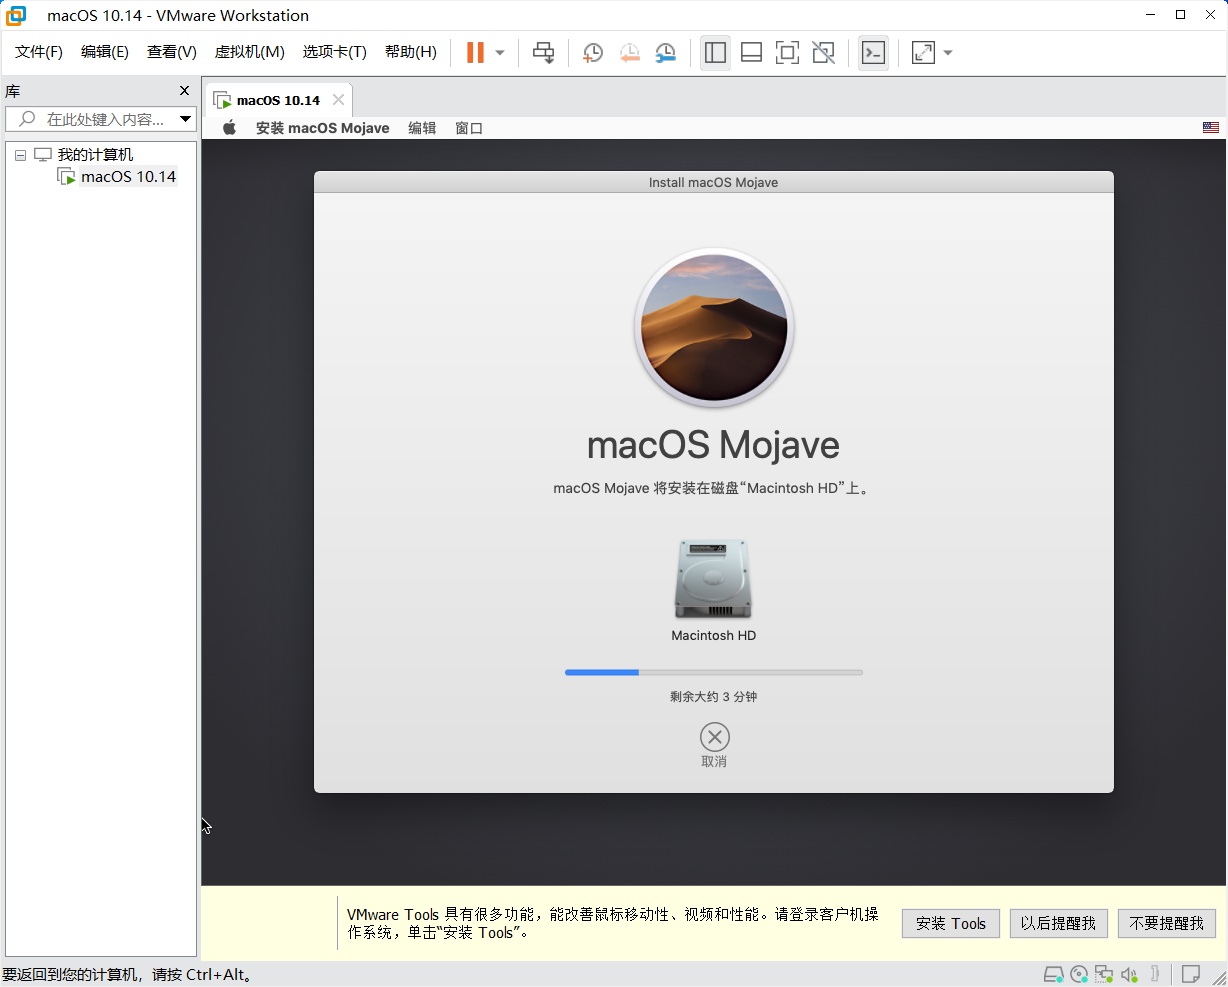 macOS 10.14 - VMware Workstation
文件(F) 编辑(E) 查看(V) 虚拟机(M) 选项卡(T) 帮助(H)
库
在此处键入内容...
我的计算机
macOS 10.14
macOS 10.14
安装 macOS Mojave 编辑 窗口
Install macOS Mojave
macOS Mojave
macOS Mojave 将安装在磁盘“Macintosh HD”上。
Macintosh HD
剩余大约 3 分钟
取消
VMware Tools 具有很多功能，能改善鼠标移动性、视频和性能。请登录客户机操
作系统，单击“安装 Tools”。
安装 Tools 以后提醒我 不要提醒我
要返回到您的计算机，请按 Ctrl+Alt。